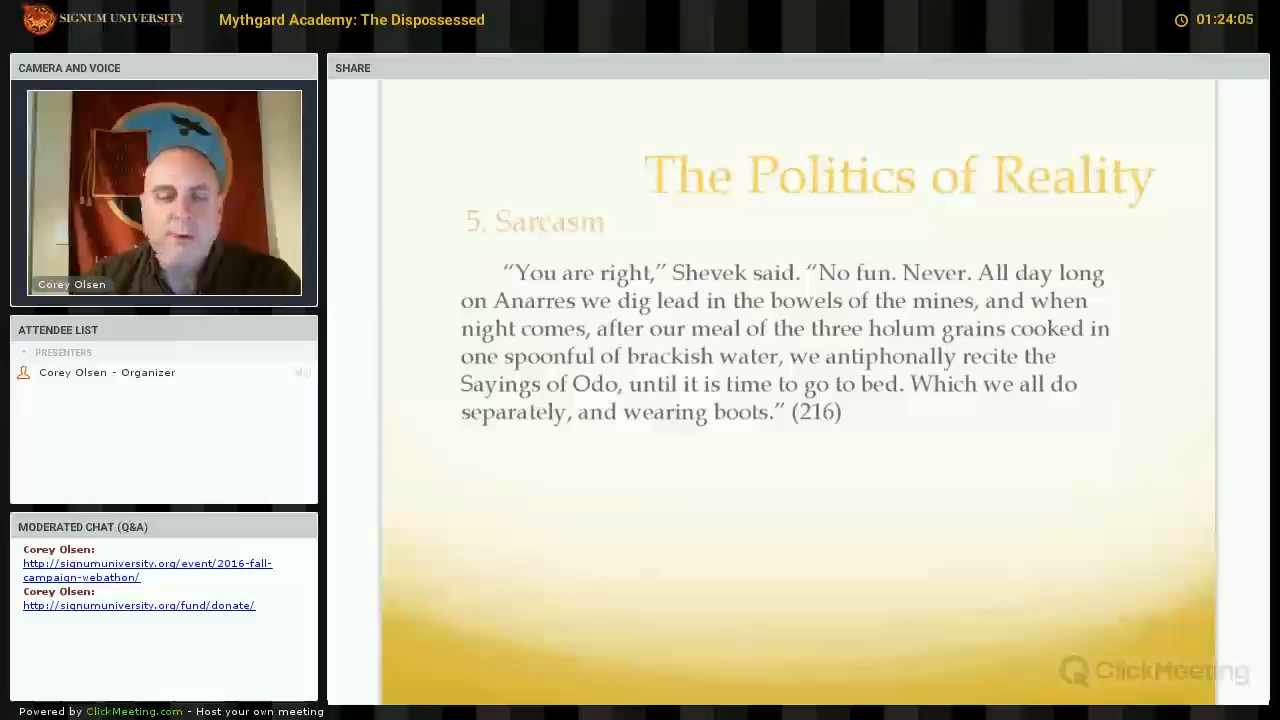 SIGNUM UNIVERSITY
Mythgard Academy: The Dispossessed
01:24:05
CAMERA AND VOICE
Corey Olsen
ATTENDEE LIST
PRESENTERS
Corey Olsen - Organizer
MODERATED CHAT (Q&A)
Corey Olsen:
http://signumuniversity.org/event/2016-fall-
campaign-webathon/
Corey Olsen:
http://signumuniversity.org/fund/donate/
SHARE
The Politics of Reality
5. Sarcasm
“You are right,” Shevek said. “No fun. Never. All day long
on Anarres we dig lead in the bowels of the mines, and when
night comes, after our meal of the three holum grains cooked in
one spoonful of brackish water, we antiphonally recite the
Sayings of Odo, until it is time to go to bed. Which we all do
separately, and wearing boots.” (216)
ClickMeeting
Powered by ClickMeeting.com - Host your own meeting